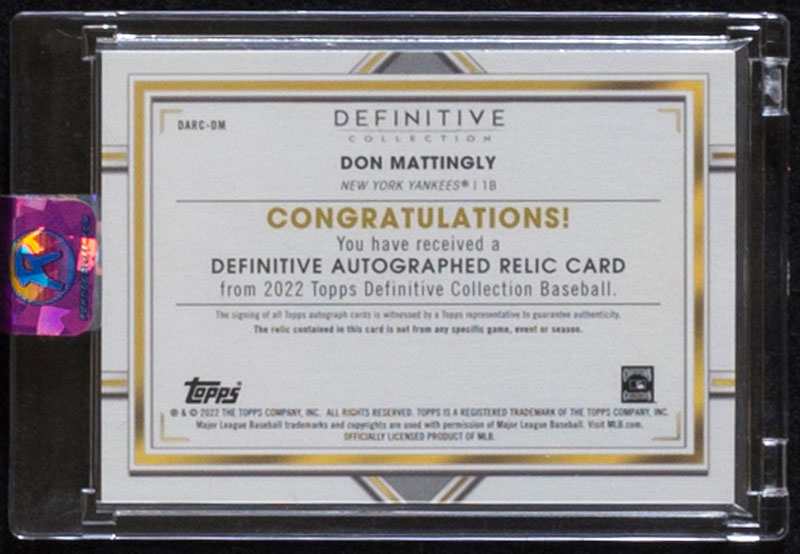 DARC-DM
DEFINITIVE
COLLECTION
DON MATTINGLY
NEW YORK YANKEES® | 1B
CONGRATULATIONS!
You have received a
DEFINITIVE AUTOGRAPHED RELIC CARD
from 2022 Topps Definitive Collection Baseball.
The signing of all Topps autograph cards is witnessed by a Topps representative to guarantee authenticity.
The relic contained in this card is not from any specific game, event or season.
Topps
® & © 2022 THE TOPPS COMPANY, INC. ALL RIGHTS RESERVED. TOPPS IS A REGISTERED TRADEMARK OF THE TOPPS COMPANY, INC.
Major League Baseball trademarks and copyrights are used with permission of Major League Baseball. Visit MLB.com.
OFFICIALLY LICENSED PRODUCT OF MLB.